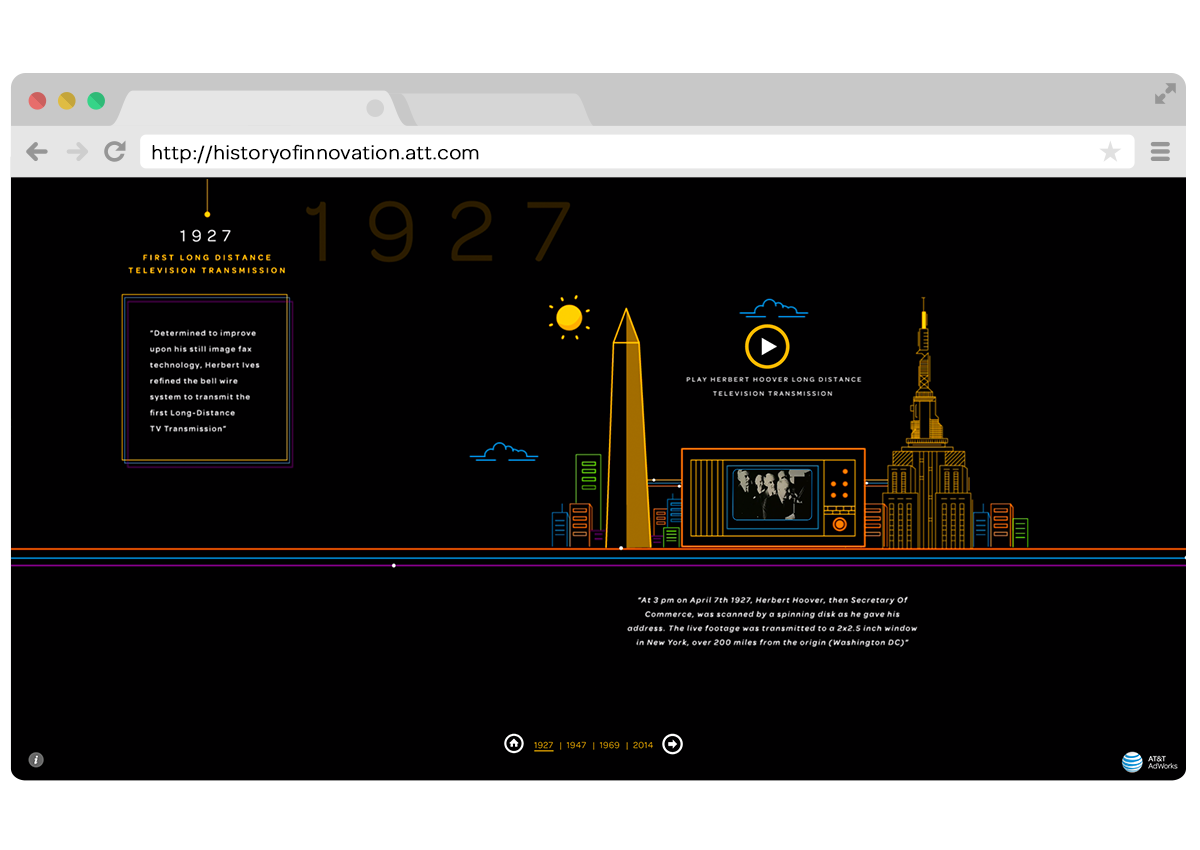 http://historyofinnovation.att.com
1927
1927
FIRST LONG DISTANCE
TELEVISION TRANSMISSION
"Determined to improve
upon his still image fax
technology, Herbert Ives
refined the bell wire
system to transmit the
first Long-Distance
TV Transmission"
PLAY HERBERT HOOVER LONG DISTANCE
TELEVISION TRANSMISSION
"At 3 pm on April 7th 1927, Herbert Hoover, then Secretary Of
Commerce, was scanned by a spinning disk as he gave his
address. The live footage was transmitted to a 2x2.5 inch window
in New York, over 200 miles from the origin (Washington DC)"
1927 | 1947 | 1969 | 2014
i
AT&T
AdWorks